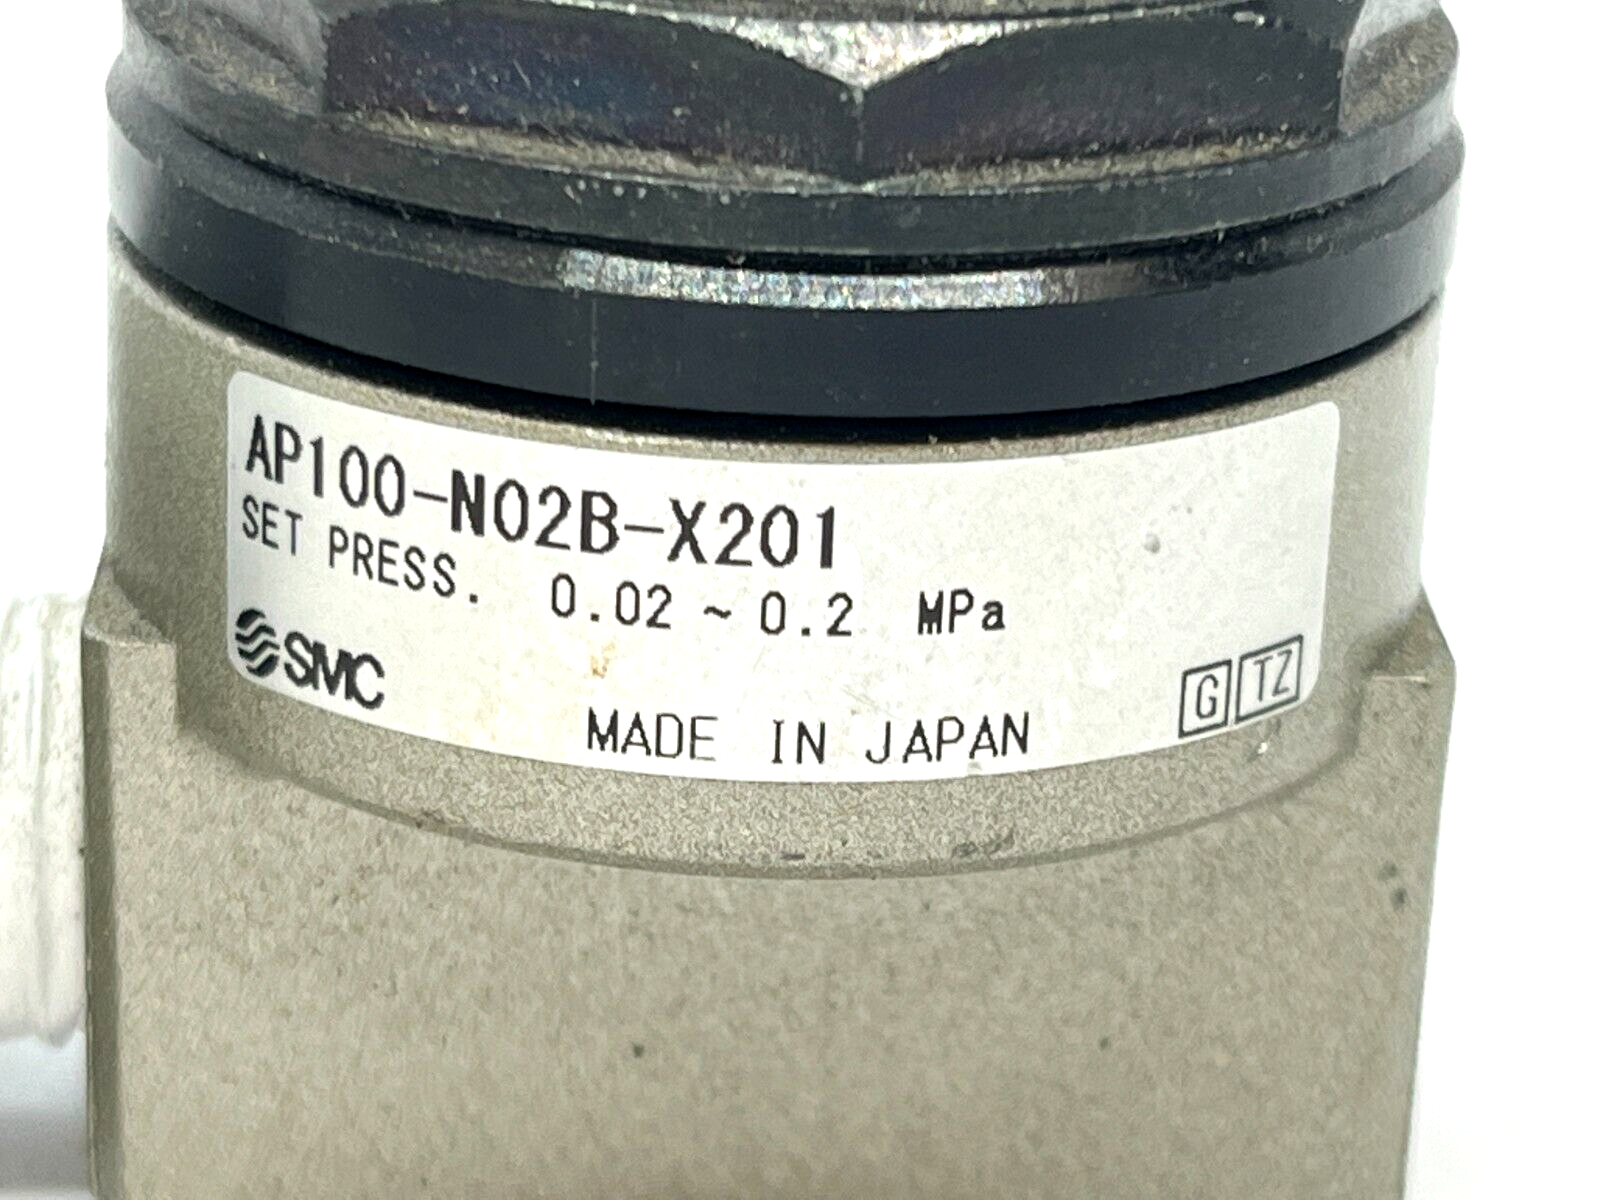 AP100-N02B-X201
SET PRESS. 0.02 ~ 0.2 MPa
SMC
MADE IN JAPAN
G TZ